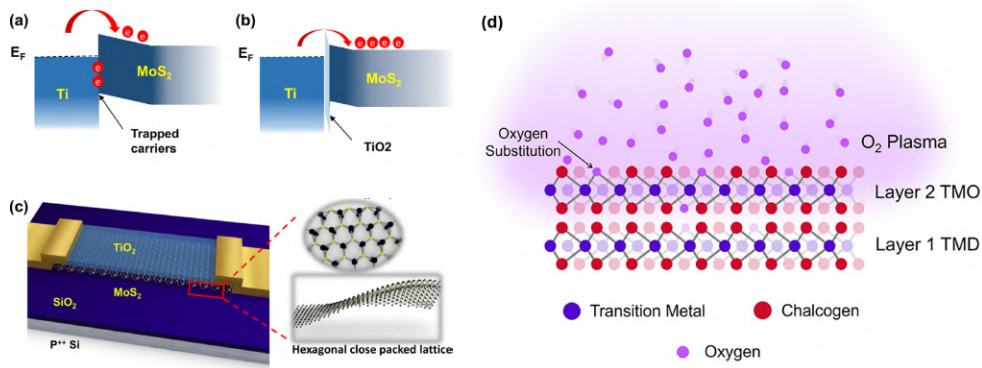 (a)
E_F
Ti
MoS₂
e e
e
e
Trapped
carriers
(b)
E_F
Ti
MoS₂
e e e e
TiO2
(c)
TiO₂
MoS₂
SiO₂
P⁺⁺ Si
Hexagonal close packed lattice
(d)
Oxygen
Substitution
O₂ Plasma
Layer 2 TMO
Layer 1 TMD
Transition Metal
Chalcogen
Oxygen